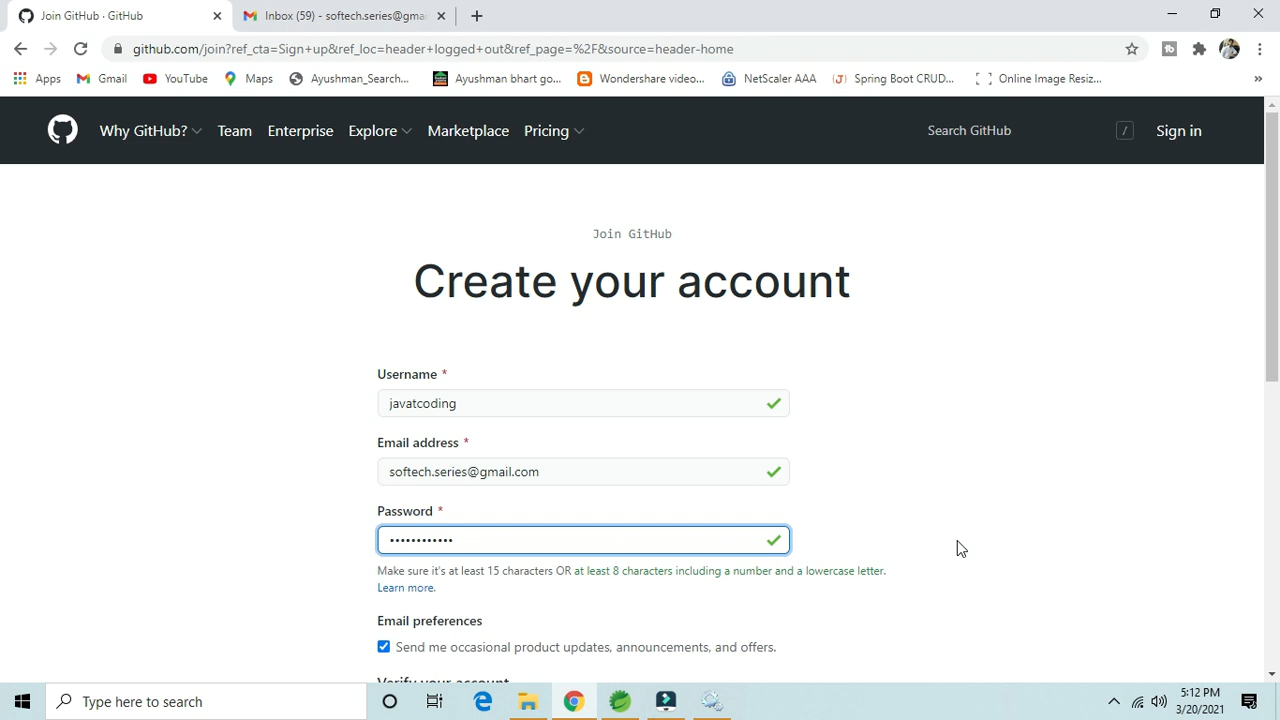 Join GitHub · GitHub
Inbox (59) - softech.series@gma
github.com/join?ref_cta=Sign+up&ref_loc=header+logged+out&ref_page=%2F&source=header-home
Apps Gmail YouTube Maps Ayushman_Search... Ayushman bhart go... Wondershare video... NetScaler AAA Spring Boot CRUD... Online Image Resiz... »
Why GitHub? Team Enterprise Explore Marketplace Pricing Search GitHub / Sign in
Join GitHub
Create your account
Username *
javatcoding
Email address *
softech.series@gmail.com
Password *
••••••••••••
Make sure it's at least 15 characters OR at least 8 characters including a number and a lowercase letter.
Learn more.
Email preferences
Send me occasional product updates, announcements, and offers.
Verify your account
Type here to search
5:12 PM
3/20/2021